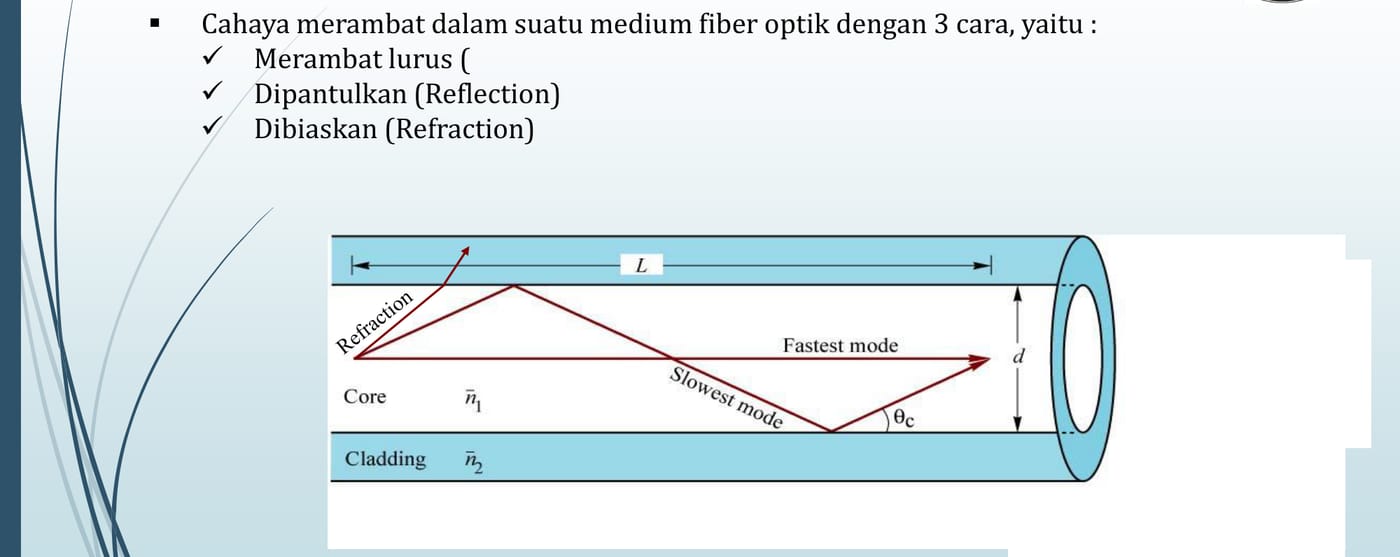 ▪ Cahaya merambat dalam suatu medium fiber optik dengan 3 cara, yaitu :
✓ Merambat lurus (
✓ Dipantulkan (Reflection)
✓ Dibiaskan (Refraction)
L
Refraction
Fastest mode
d
Slowest mode
Core n̄₁
θc
Cladding n̄₂